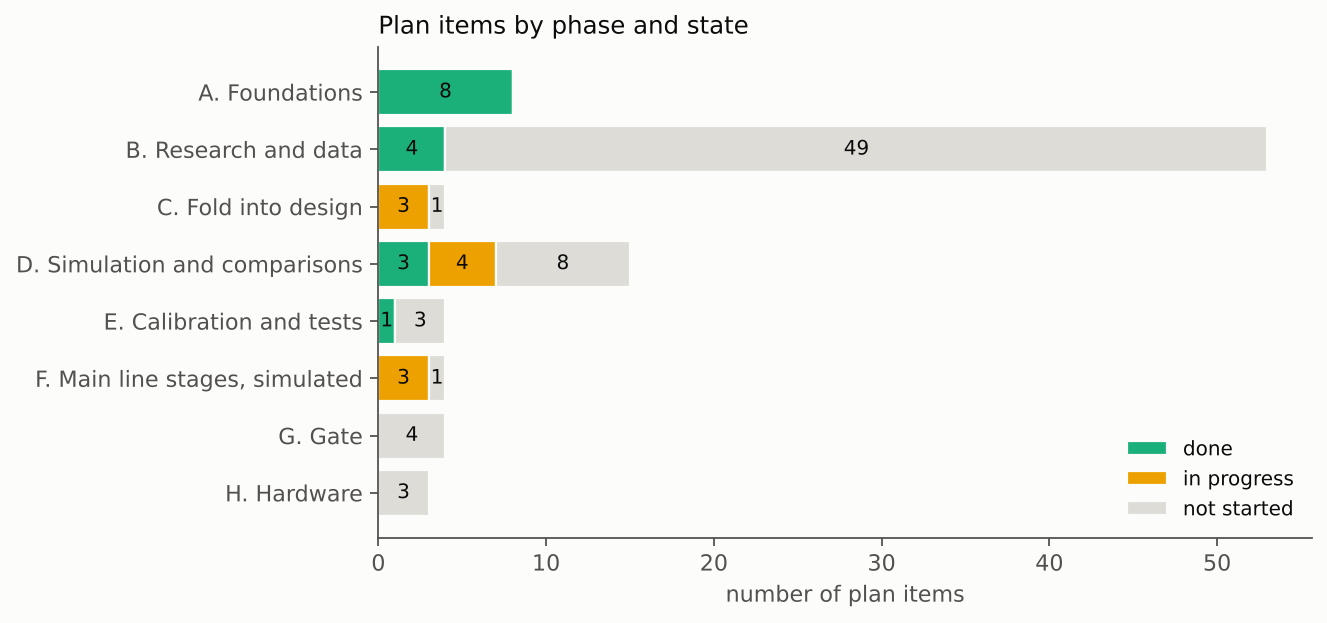 Plan items by phase and state
A. Foundations 8
B. Research and data 4 49
C. Fold into design 3 1
D. Simulation and comparisons 3 4 8
E. Calibration and tests 1 3
F. Main line stages, simulated 3 1
G. Gate 4
H. Hardware 3
done
in progress
not started
0 10 20 30 40 50
number of plan items